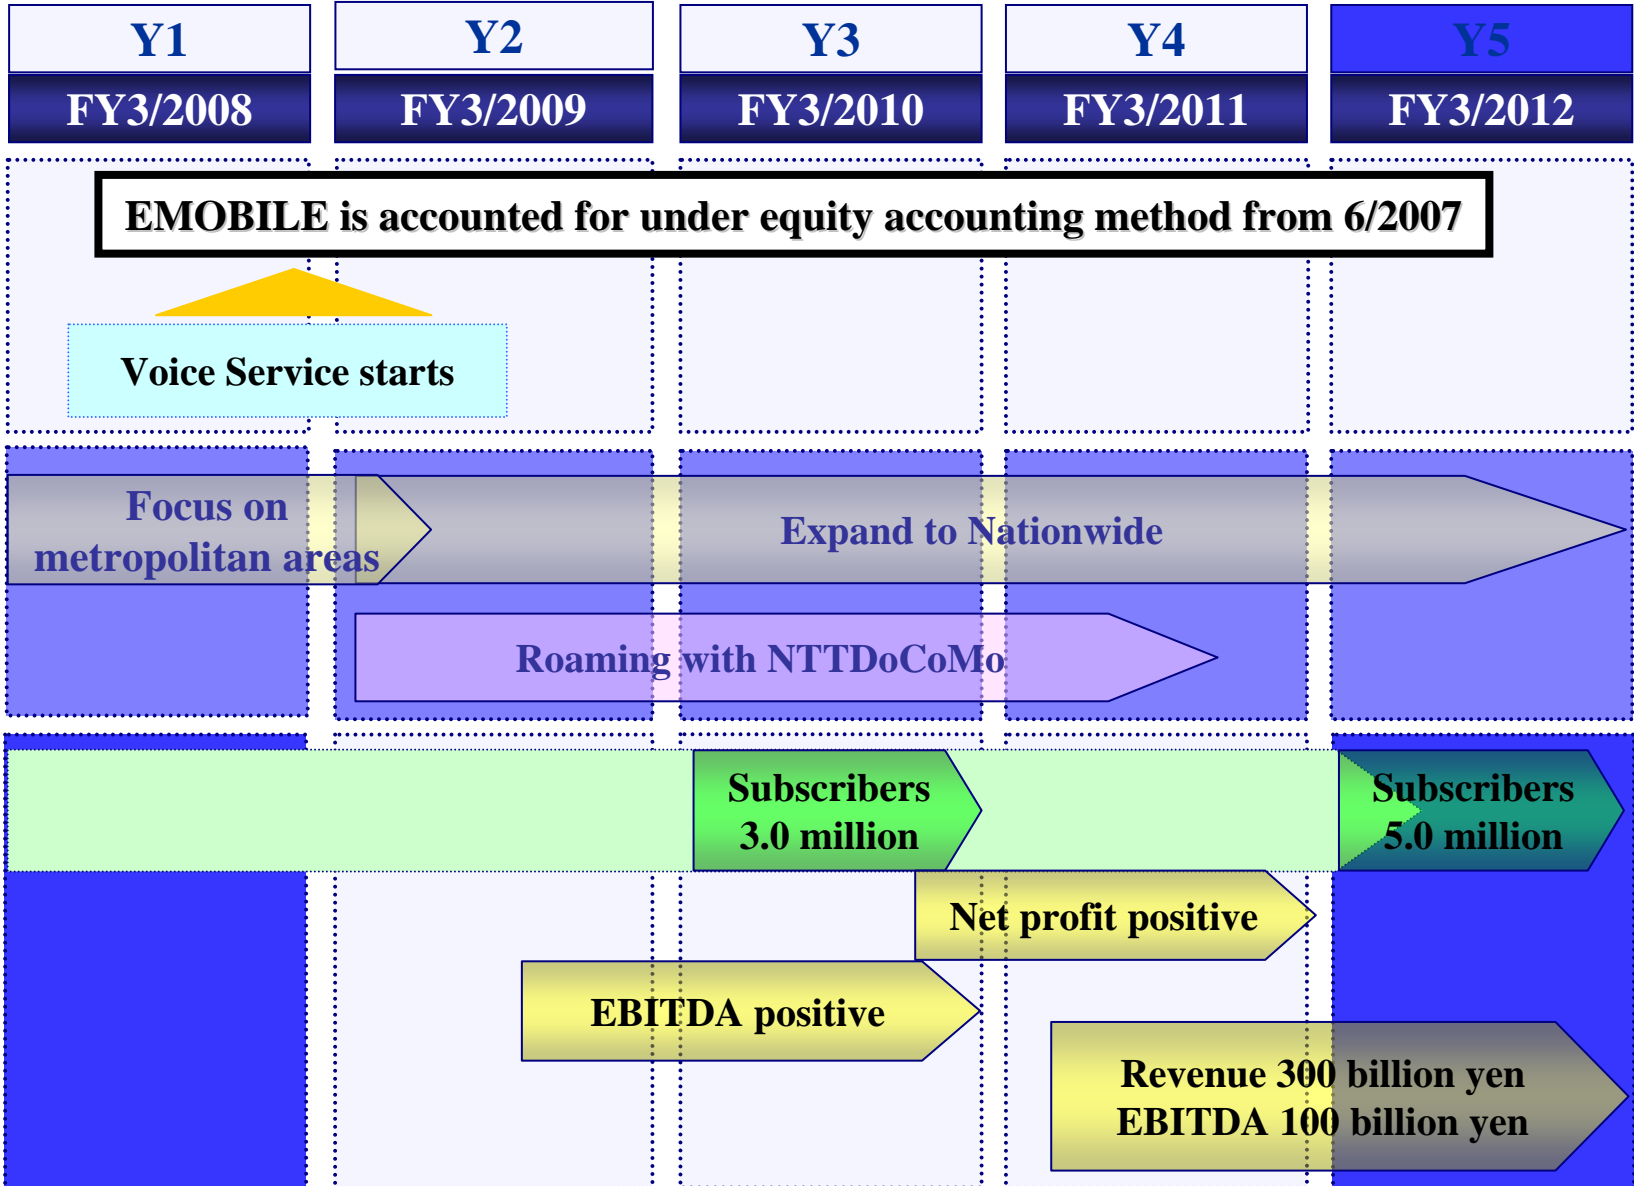 Y1
Y2
Y3
Y4
Y5
FY3/2008
FY3/2009
FY3/2010
FY3/2011
FY3/2012
EMOBILE is accounted for under equity accounting method from 6/2007
Voice Service starts
Focus on
metropolitan areas
Expand to Nationwide
Roaming with NTTDoCoMo
Subscribers
3.0 million
Subscribers
5.0 million
Net profit positive
EBITDA positive
Revenue 300 billion yen
EBITDA 100 billion yen